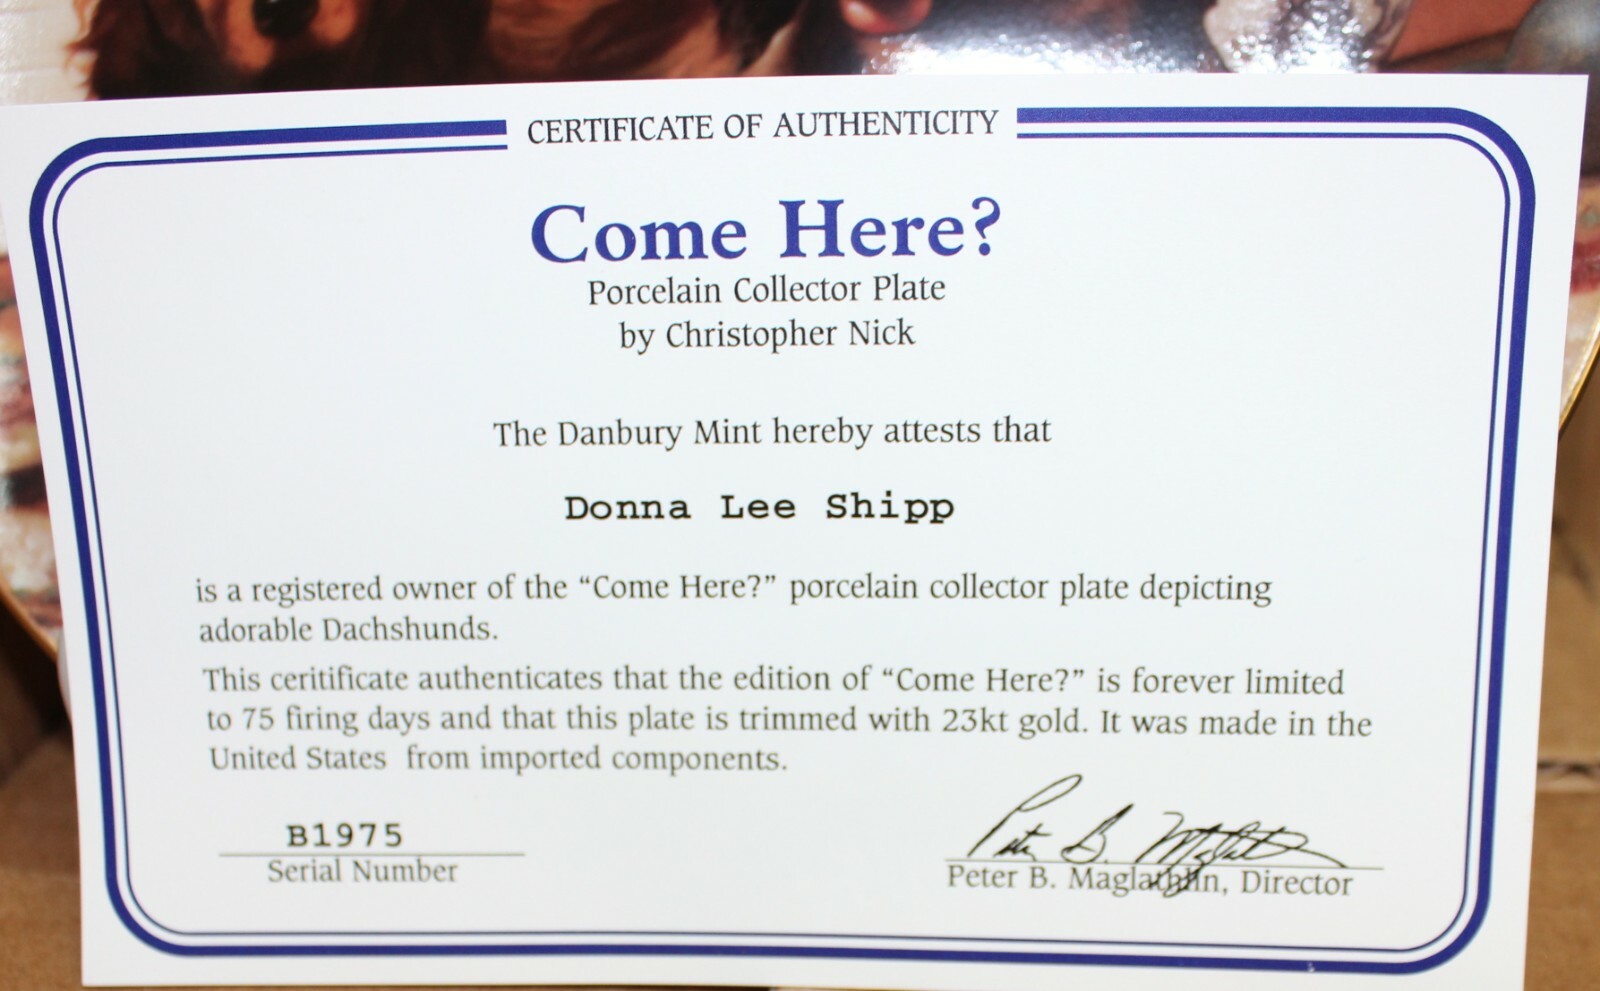 CERTIFICATE OF AUTHENTICITY
Come Here?
Porcelain Collector Plate
by Christopher Nick
The Danbury Mint hereby attests that
Donna Lee Shipp
is a registered owner of the “Come Here?” porcelain collector plate depicting
adorable Dachshunds.
This ceritificate authenticates that the edition of “Come Here?” is forever limited
to 75 firing days and that this plate is trimmed with 23kt gold. It was made in the
United States from imported components.
B1975
Serial Number
Peter B. Maglathlin
Peter B. Maglathlin, Director